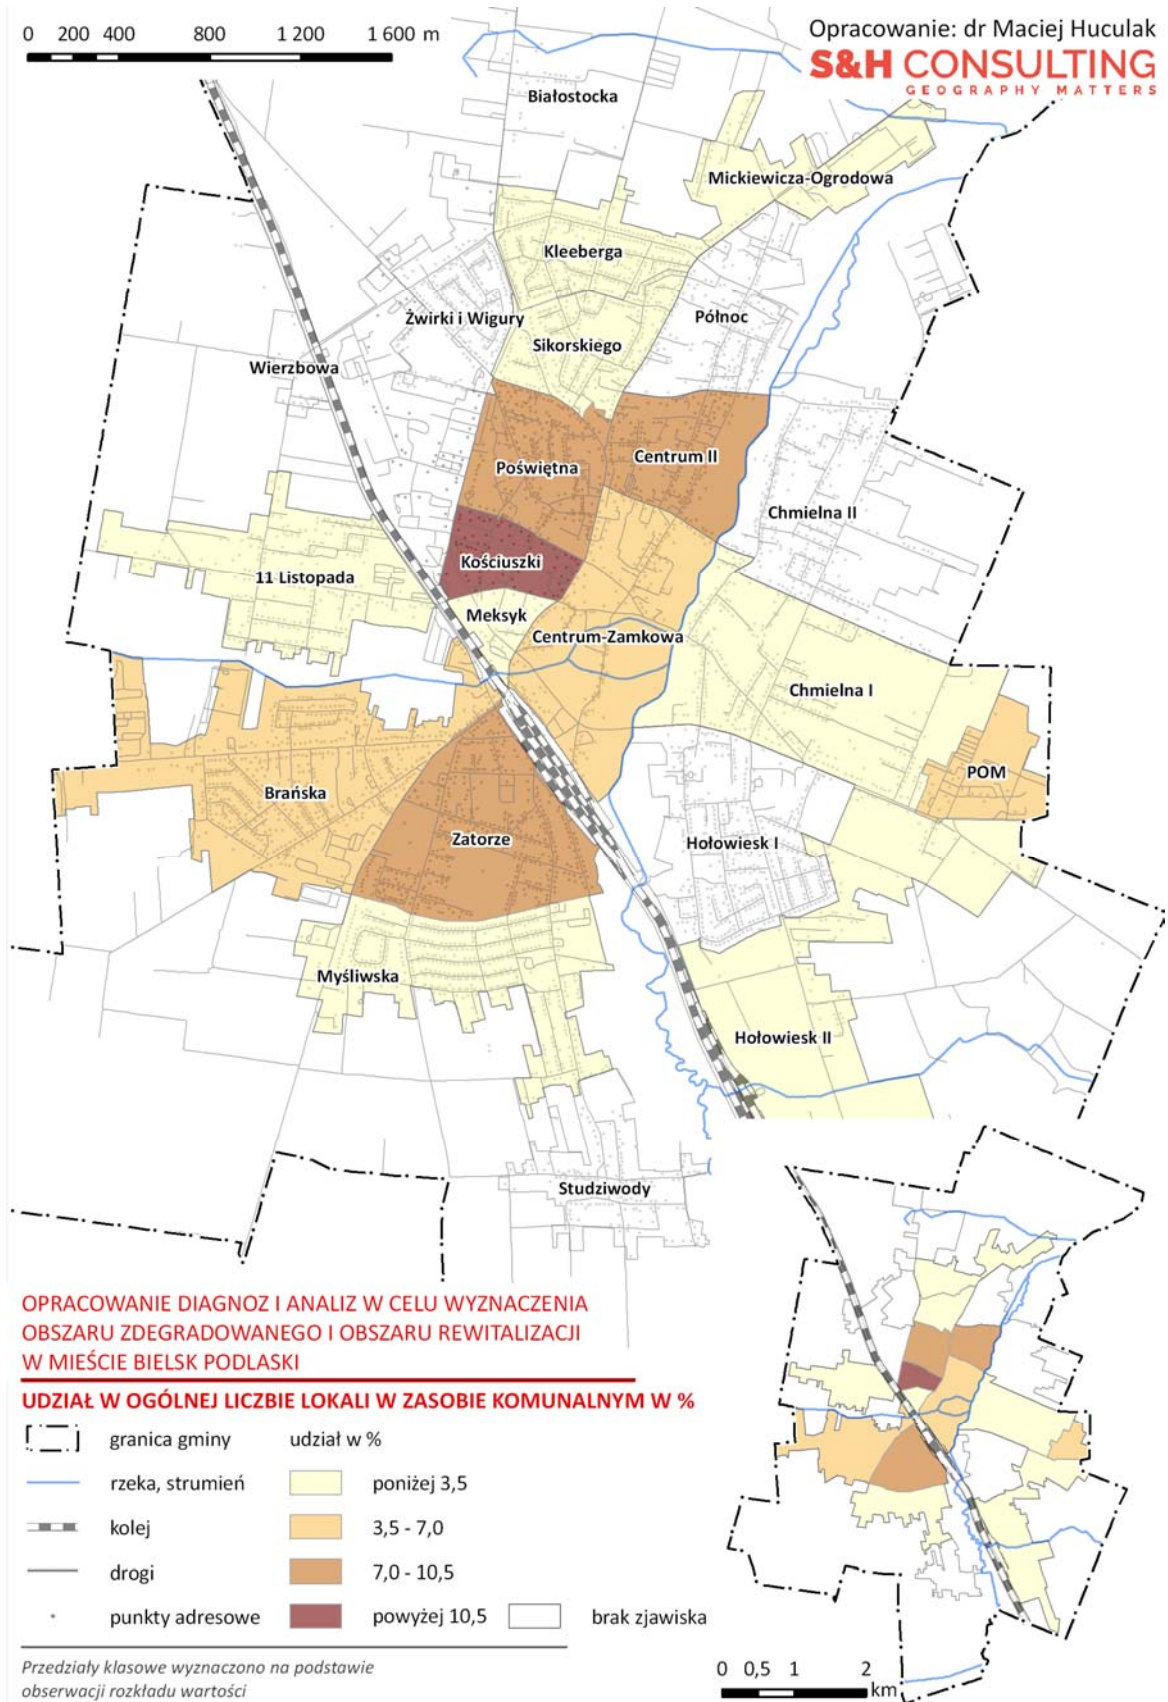 0 200 400 800 1 200 1 600 m
Opracowanie: dr Maciej Huculak
S&H CONSULTING
GEOGRAPHY MATTERS
Białostocka
Mickiewicza-Ogrodowa
Kleeberga
Żwirki i Wigury
Północ
Sikorskiego
Wierzbowa
Centrum II
Poświętna
Chmielna II
Kościuszki
11 Listopada
Meksyk
Centrum-Zamkowa
Chmielna I
POM
Brańska
Zatorze
Hołowiesk I
Myśliwska
Hołowiesk II
Studziwody
OPRACOWANIE DIAGNOZ I ANALIZ W CELU WYZNACZENIA
OBSZARU ZDEGRADOWANEGO I OBSZARU REWITALIZACJI
W MIEŚCIE BIELSK PODLASKI
UDZIAŁ W OGÓLNEJ LICZBIE LOKALI W ZASOBIE KOMUNALNYM W %
granica gminy udział w %
rzeka, strumień poniżej 3,5
kolej 3,5 - 7,0
drogi 7,0 - 10,5
punkty adresowe powyżej 10,5 brak zjawiska
Przedziały klasowe wyznaczono na podstawie
obserwacji rozkładu wartości
0 0,5 1 2
km